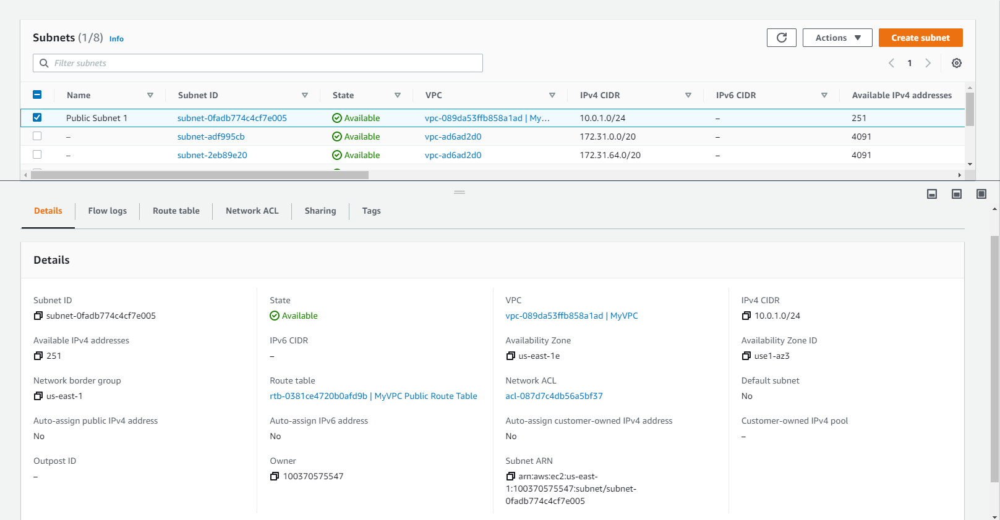 Subnets (1/8) Info
Actions
Create subnet
Filter subnets
1
Name Subnet ID State VPC IPv4 CIDR IPv6 CIDR Available IPv4 addresses
Public Subnet 1 subnet-0fadb774c4cf7e005 Available vpc-089da53ffb858a1ad | My... 10.0.1.0/24 – 251
– subnet-adf995cb Available vpc-ad6ad2d0 172.31.0.0/20 – 4091
– subnet-2eb89e20 Available vpc-ad6ad2d0 172.31.64.0/20 – 4091
Details Flow logs Route table Network ACL Sharing Tags
Details
Subnet ID
subnet-0fadb774c4cf7e005
State
Available
VPC
vpc-089da53ffb858a1ad | MyVPC
IPv4 CIDR
10.0.1.0/24
Available IPv4 addresses
251
IPv6 CIDR
–
Availability Zone
us-east-1e
Availability Zone ID
use1-az3
Network border group
us-east-1
Route table
rtb-0381ce4720b0afd9b | MyVPC Public Route Table
Network ACL
acl-087d7c4db56a5bf37
Default subnet
No
Auto-assign public IPv4 address
No
Auto-assign IPv6 address
No
Auto-assign customer-owned IPv4 address
No
Customer-owned IPv4 pool
–
Outpost ID
–
Owner
100370575547
Subnet ARN
arn:aws:ec2:us-east-
1:100370575547:subnet/subnet-
0fadb774c4cf7e005